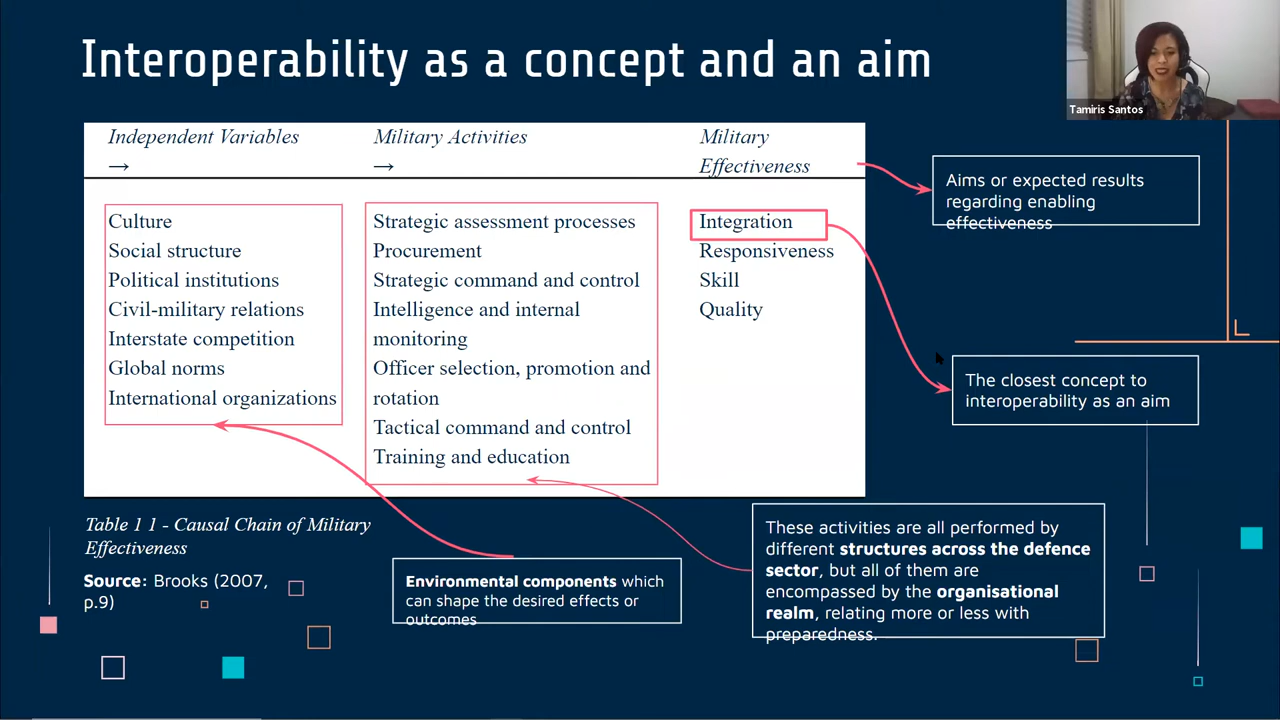 Interoperability as a concept and an aim
Tamiris Santos
Independent Variables
→
Military Activities
→
Military
Effectiveness
Culture
Social structure
Political institutions
Civil-military relations
Interstate competition
Global norms
International organizations
Strategic assessment processes
Procurement
Strategic command and control
Intelligence and internal
monitoring
Officer selection, promotion and
rotation
Tactical command and control
Training and education
Integration
Responsiveness
Skill
Quality
Aims or expected results
regarding enabling
effectiveness
The closest concept to
interoperability as an aim
Table 1 1 - Causal Chain of Military
Effectiveness
Source: Brooks (2007,
p.9)
Environmental components which
can shape the desired effects or
outcomes
These activities are all performed by
different structures across the defence
sector, but all of them are
encompassed by the organisational
realm, relating more or less with
preparedness.